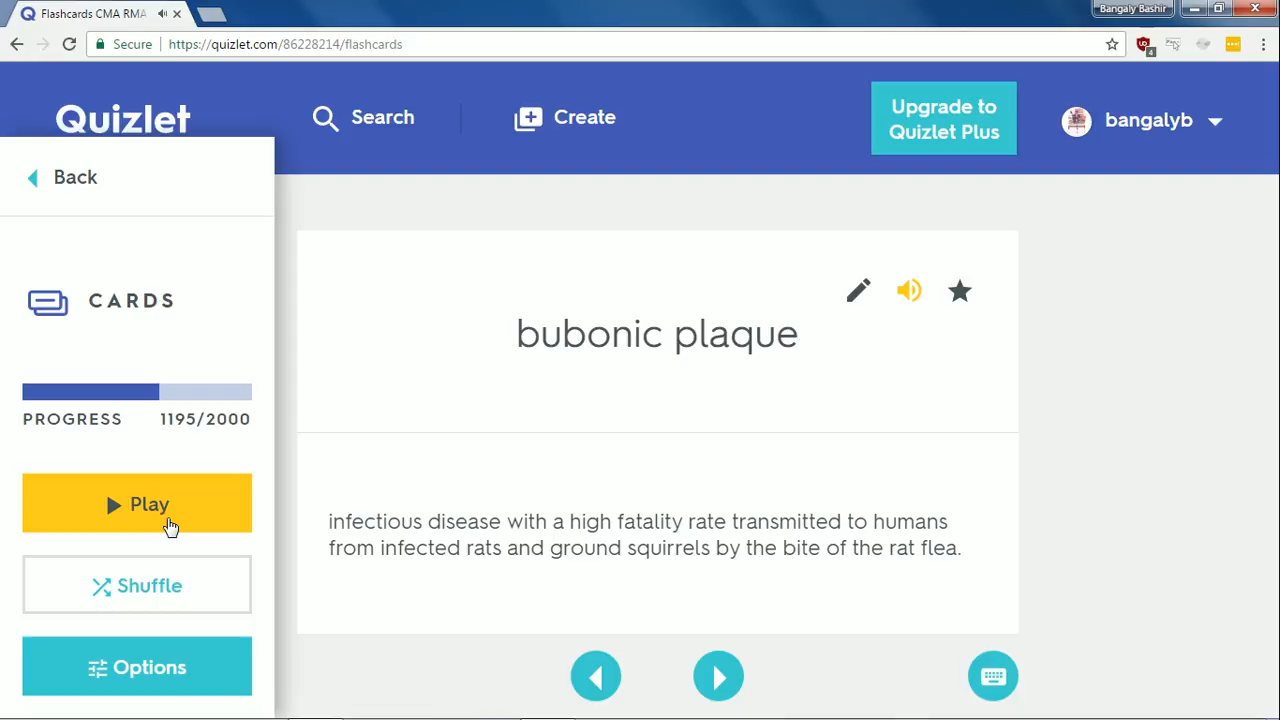 Flashcards CMA RMA
Bangaly Bashir
Secure
https://quizlet.com/86228214/flashcards
4
Quizlet
Search
Create
Upgrade to
Quizlet Plus
bangalyb
Back
CARDS
PROGRESS 1195/2000
Play
Shuffle
Options
bubonic plaque
infectious disease with a high fatality rate transmitted to humans
from infected rats and ground squirrels by the bite of the rat flea.